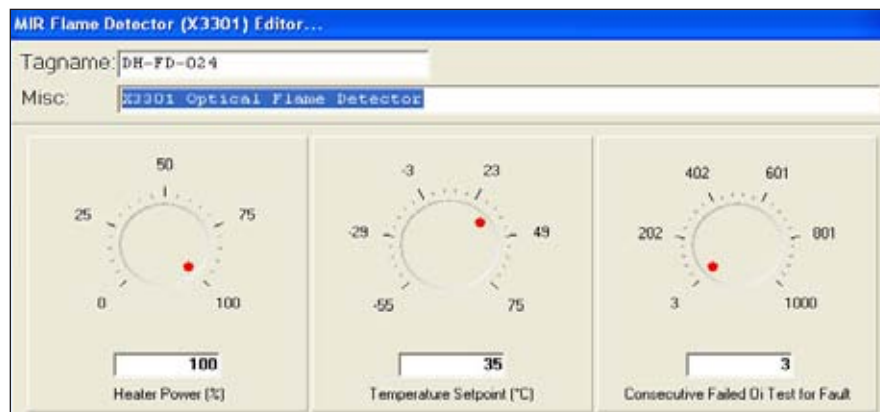 MIR Flame Detector (X3301) Editor...
Tagname: DH-FD-024
Misc: X3301 Optical Flame Detector
50
25 75
0 100
100
Heater Power (%)
-3 23
-29 49
-55 75
35
Temperature Setpoint (°C)
402 601
202 801
3 1000
3
Consecutive Failed Oi Test for Fault